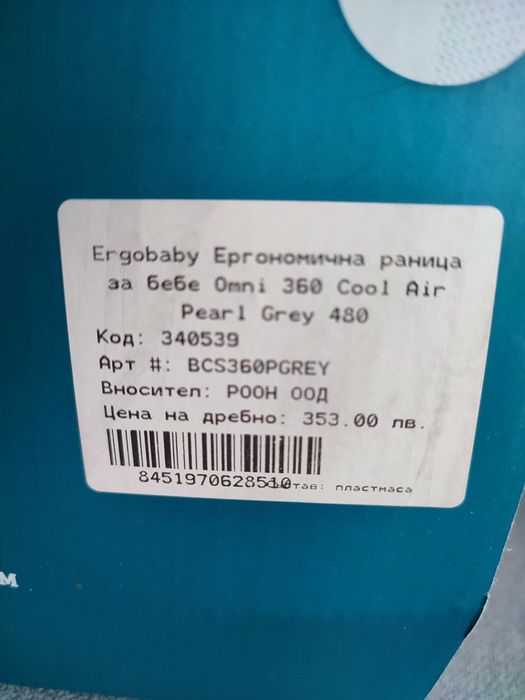 Ergobaby Ергономична раница
за бебе Omni 360 Cool Air
Pearl Grey 480
Код: 340539
Арт #: BCS360PGREY
Вносител: РООН ООД
Цена на дребно: 353.00 лв.
8451970628510
пластмаса
M